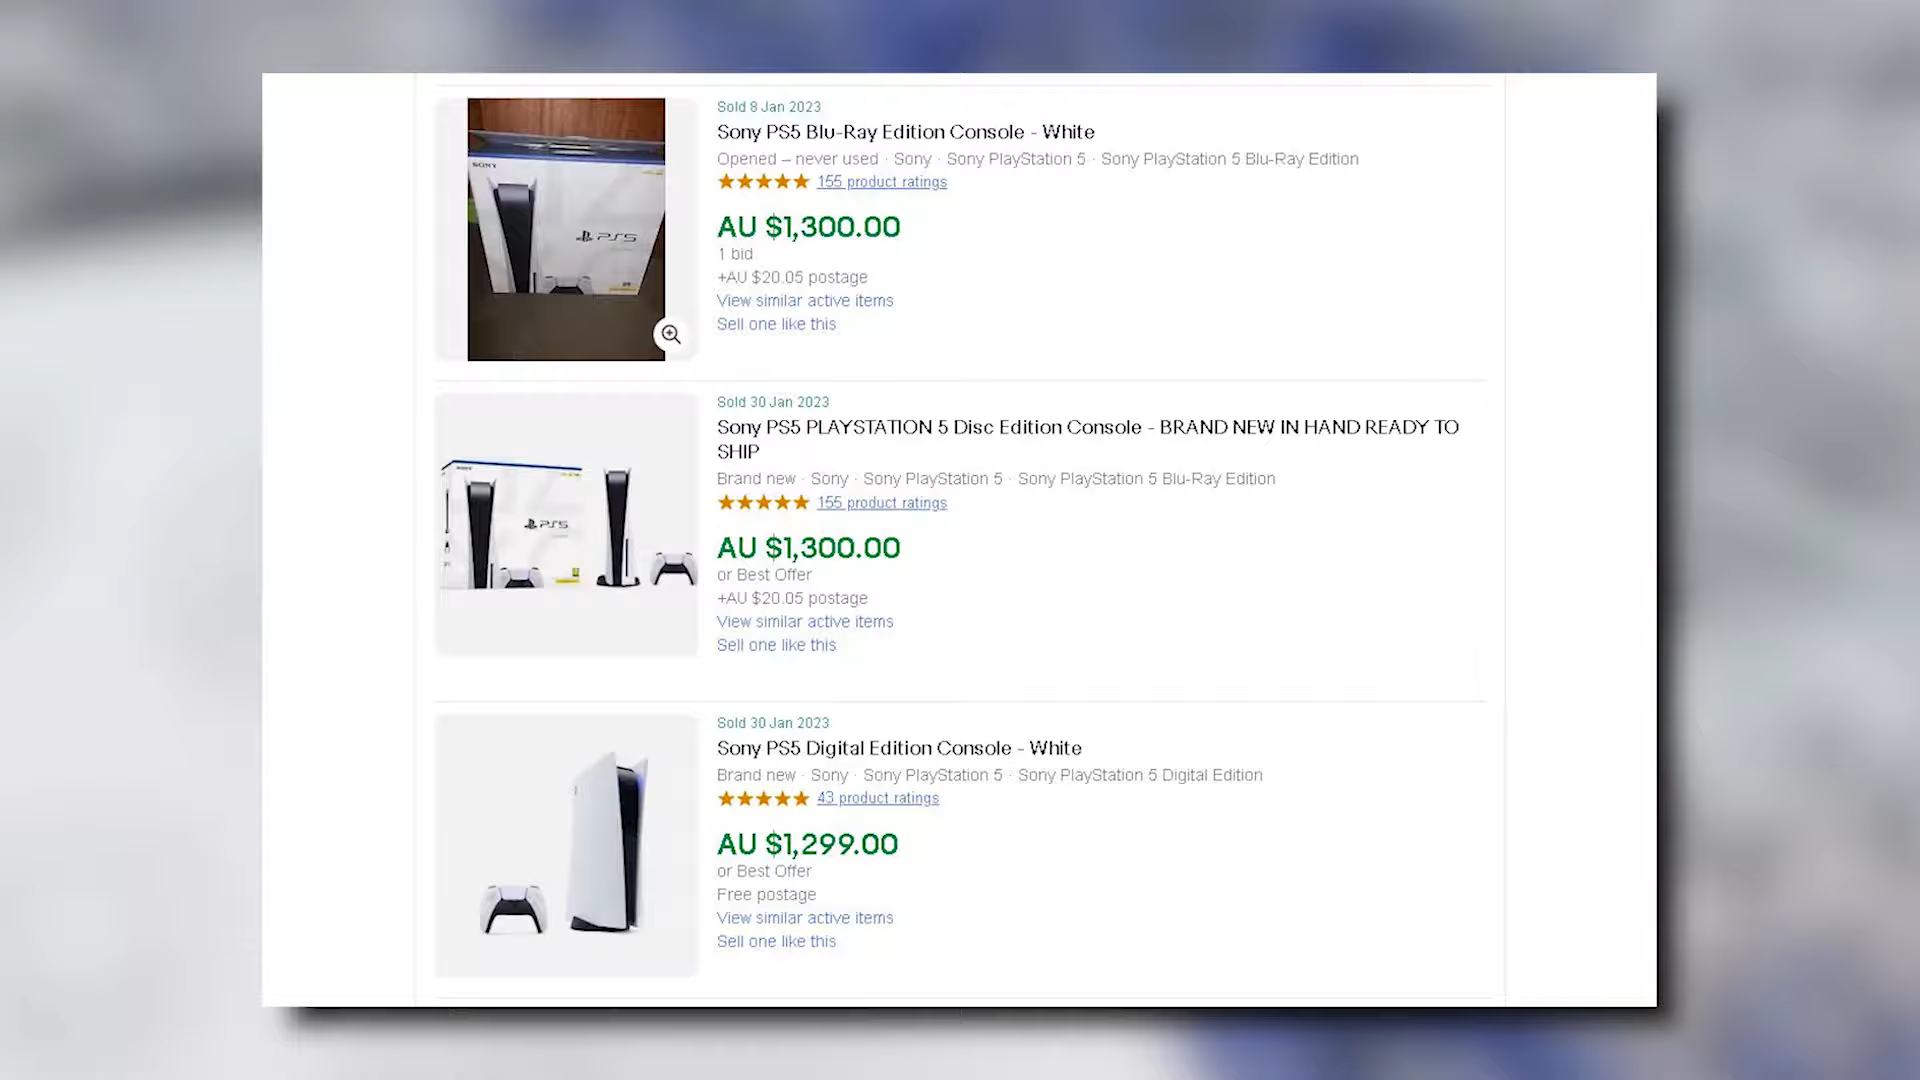 Sold 8 Jan 2023
Sony PS5 Blu-Ray Edition Console - White
Opened – never used · Sony · Sony PlayStation 5 · Sony PlayStation 5 Blu-Ray Edition
155 product ratings
SONY
PS5
AU $1,300.00
1 bid
+AU $20.05 postage
View similar active items
Sell one like this
Sold 30 Jan 2023
Sony PS5 PLAYSTATION 5 Disc Edition Console - BRAND NEW IN HAND READY TO
SHIP
Brand new · Sony · Sony PlayStation 5 · Sony PlayStation 5 Blu-Ray Edition
155 product ratings
SONY
PS5
AU $1,300.00
or Best Offer
+AU $20.05 postage
View similar active items
Sell one like this
Sold 30 Jan 2023
Sony PS5 Digital Edition Console - White
Brand new · Sony · Sony PlayStation 5 · Sony PlayStation 5 Digital Edition
43 product ratings
AU $1,299.00
or Best Offer
Free postage
View similar active items
Sell one like this